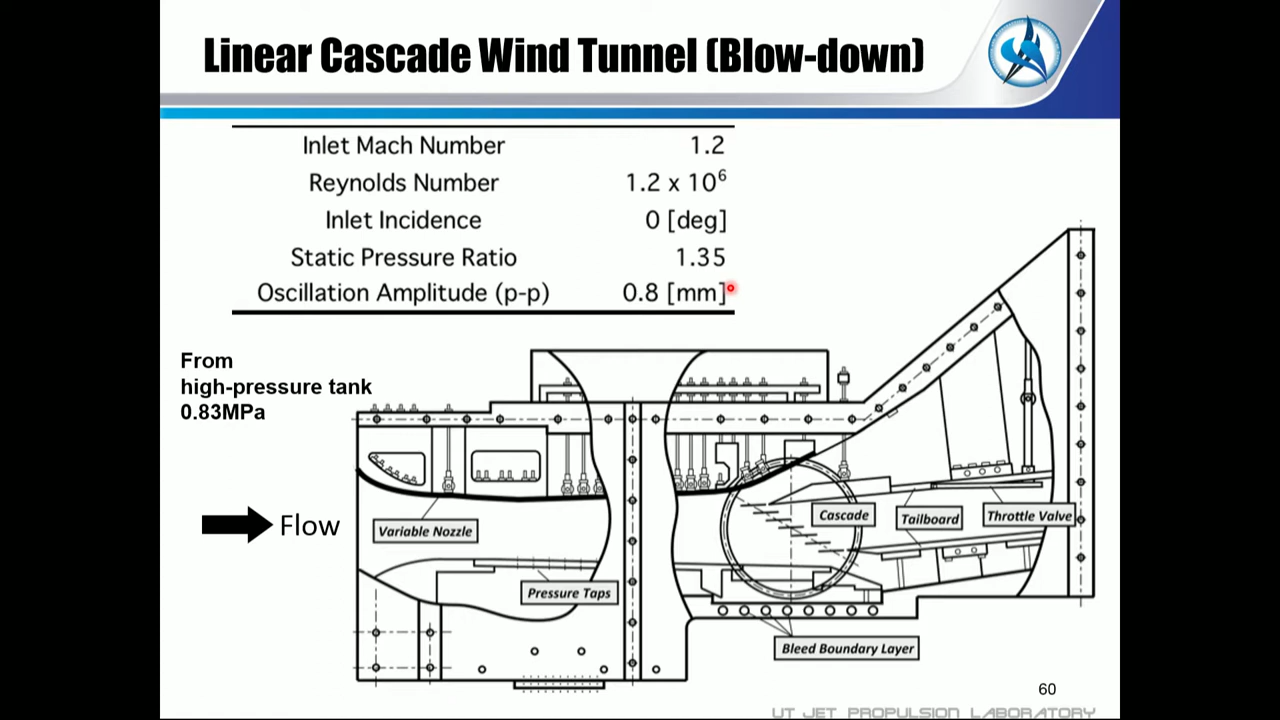 Linear Cascade Wind Tunnel (Blow-down)
Inlet Mach Number 1.2
Reynolds Number 1.2 x 10⁶
Inlet Incidence 0 [deg]
Static Pressure Ratio 1.35
Oscillation Amplitude (p-p) 0.8 [mm]
From
high-pressure tank
0.83MPa
Flow
Variable Nozzle
Cascade
Tailboard
Throttle Valve
Pressure Taps
Bleed Boundary Layer
60
UT JET PROPULSION LABORATORY